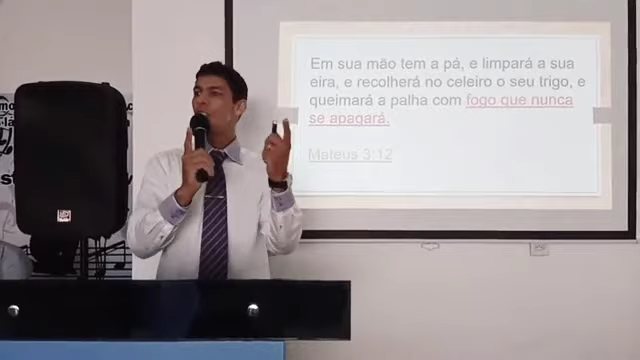 Em sua mão tem a pá, e limpará a sua
eira, e recolherá no celeiro o seu trigo, e
queimará a palha com fogo que nunca
se apagará.
Mateus 3:12